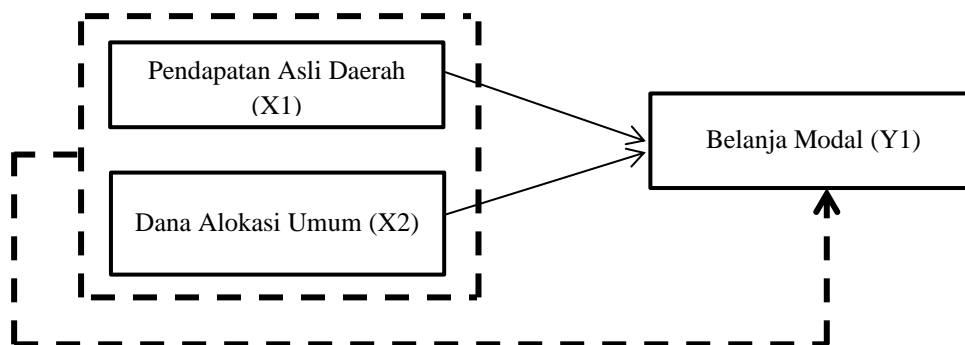 Pendapatan Asli Daerah
(X1)
Belanja Modal (Y1)
Dana Alokasi Umum (X2)